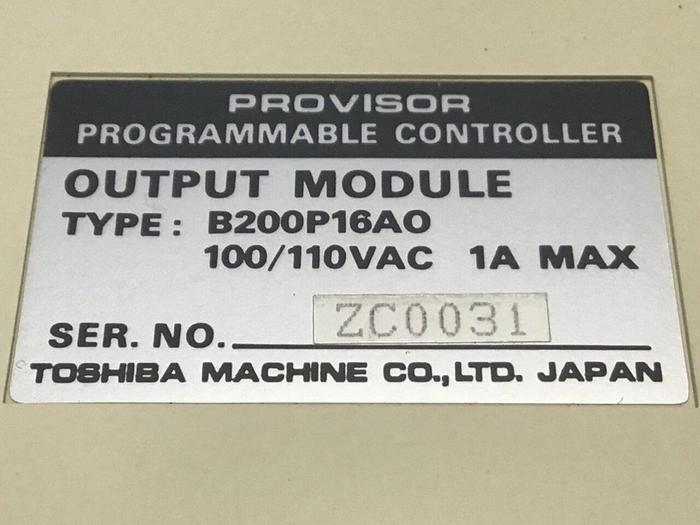 PROVISOR
PROGRAMMABLE CONTROLLER
OUTPUT MODULE
TYPE: B200P16AO
100/110VAC 1A MAX
SER. NO. ZC0031
TOSHIBA MACHINE CO.,LTD. JAPAN